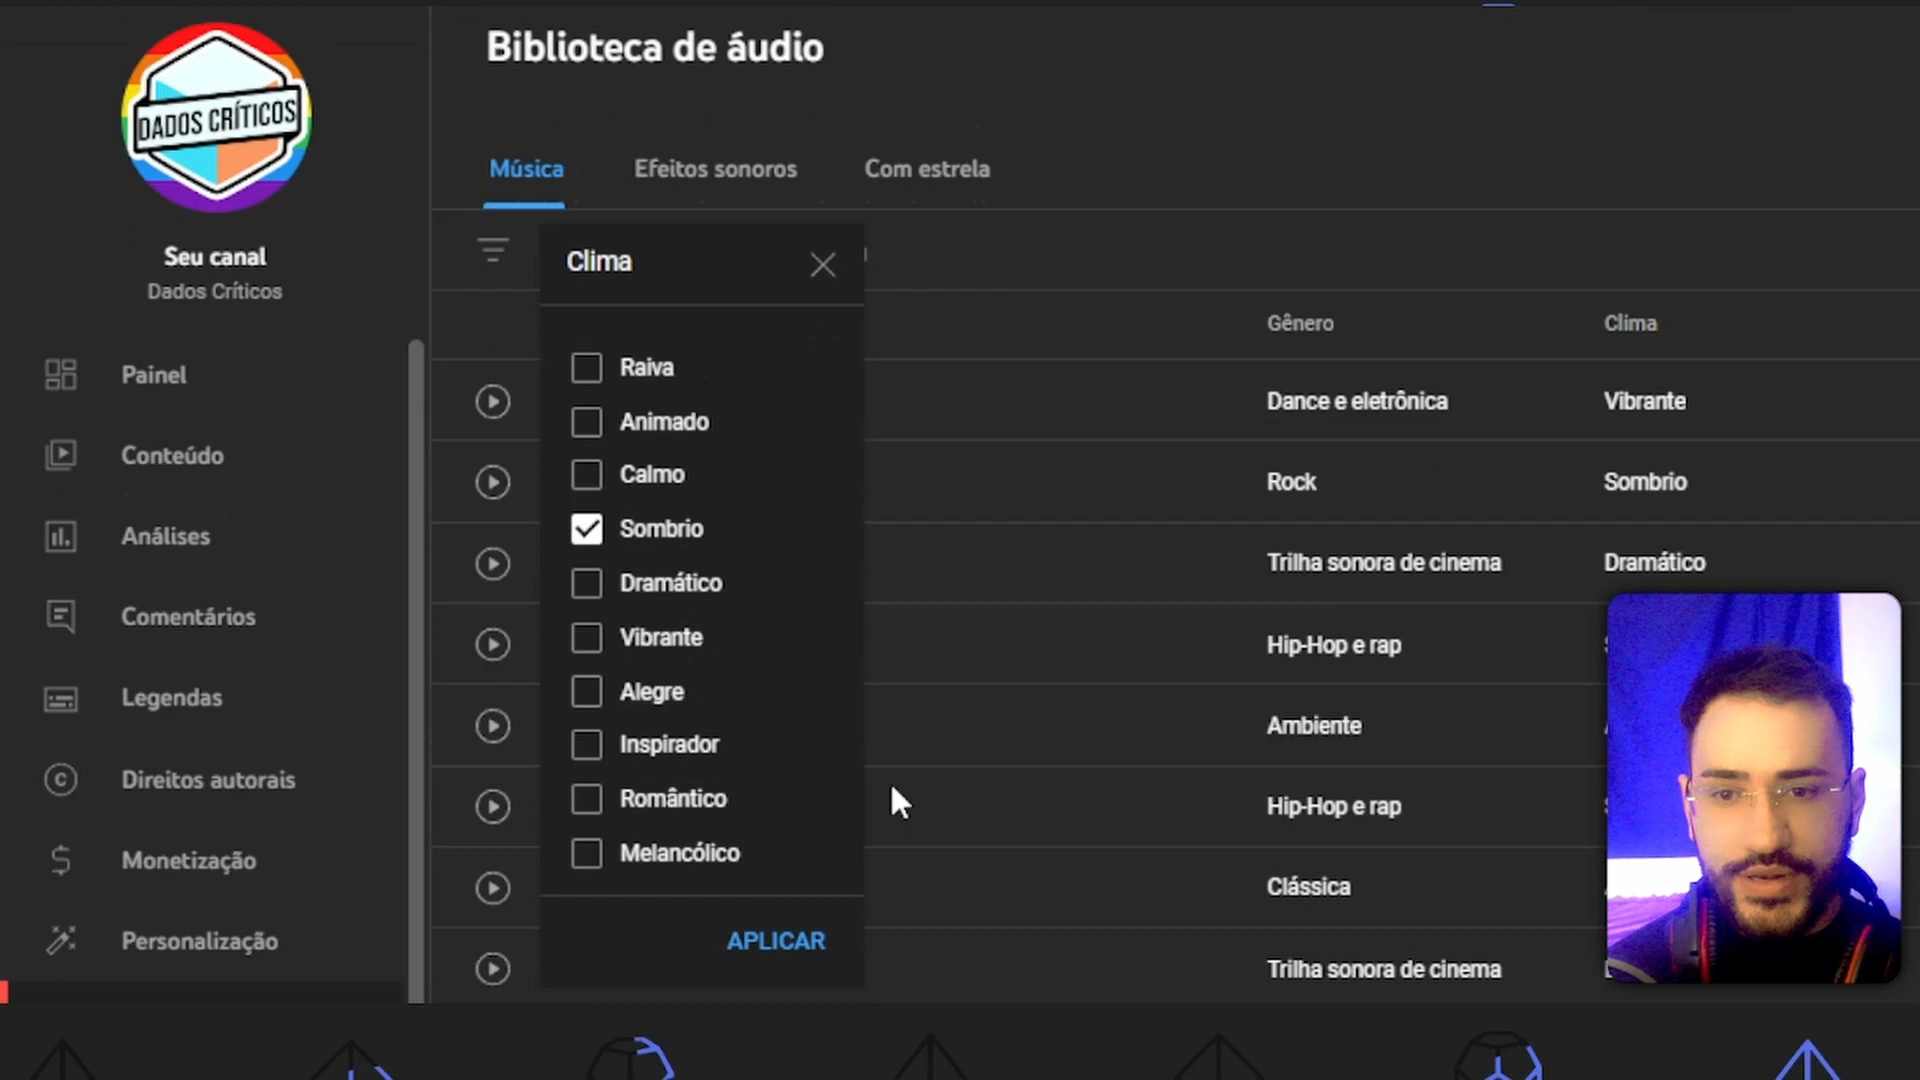 DADOS CRÍTICOS
Seu canal
Dados Críticos
Painel
Conteúdo
Análises
Comentários
Legendas
Direitos autorais
Monetização
Personalização
Biblioteca de áudio
Música
Efeitos sonoros
Com estrela
Clima
Raiva
Animado
Calmo
Sombrio
Dramático
Vibrante
Alegre
Inspirador
Romântico
Melancólico
APLICAR
Gênero
Clima
Dance e eletrônica
Vibrante
Rock
Sombrio
Trilha sonora de cinema
Dramático
Hip-Hop e rap
Ambiente
Hip-Hop e rap
Clássica
Trilha sonora de cinema